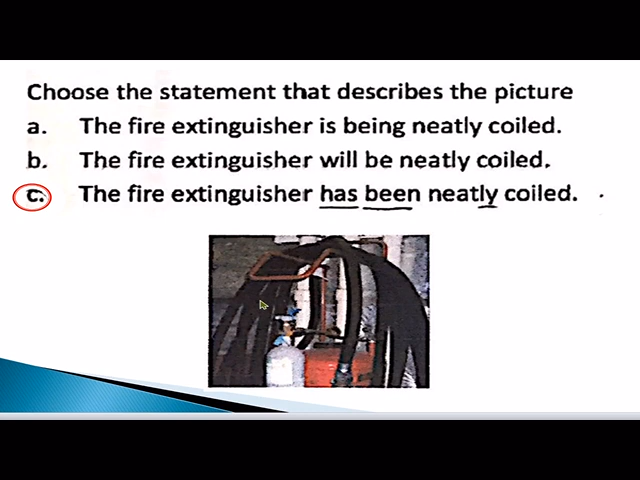 Choose the statement that describes the picture
a. The fire extinguisher is being neatly coiled.
b. The fire extinguisher will be neatly coiled.
c. The fire extinguisher has been neatly coiled.